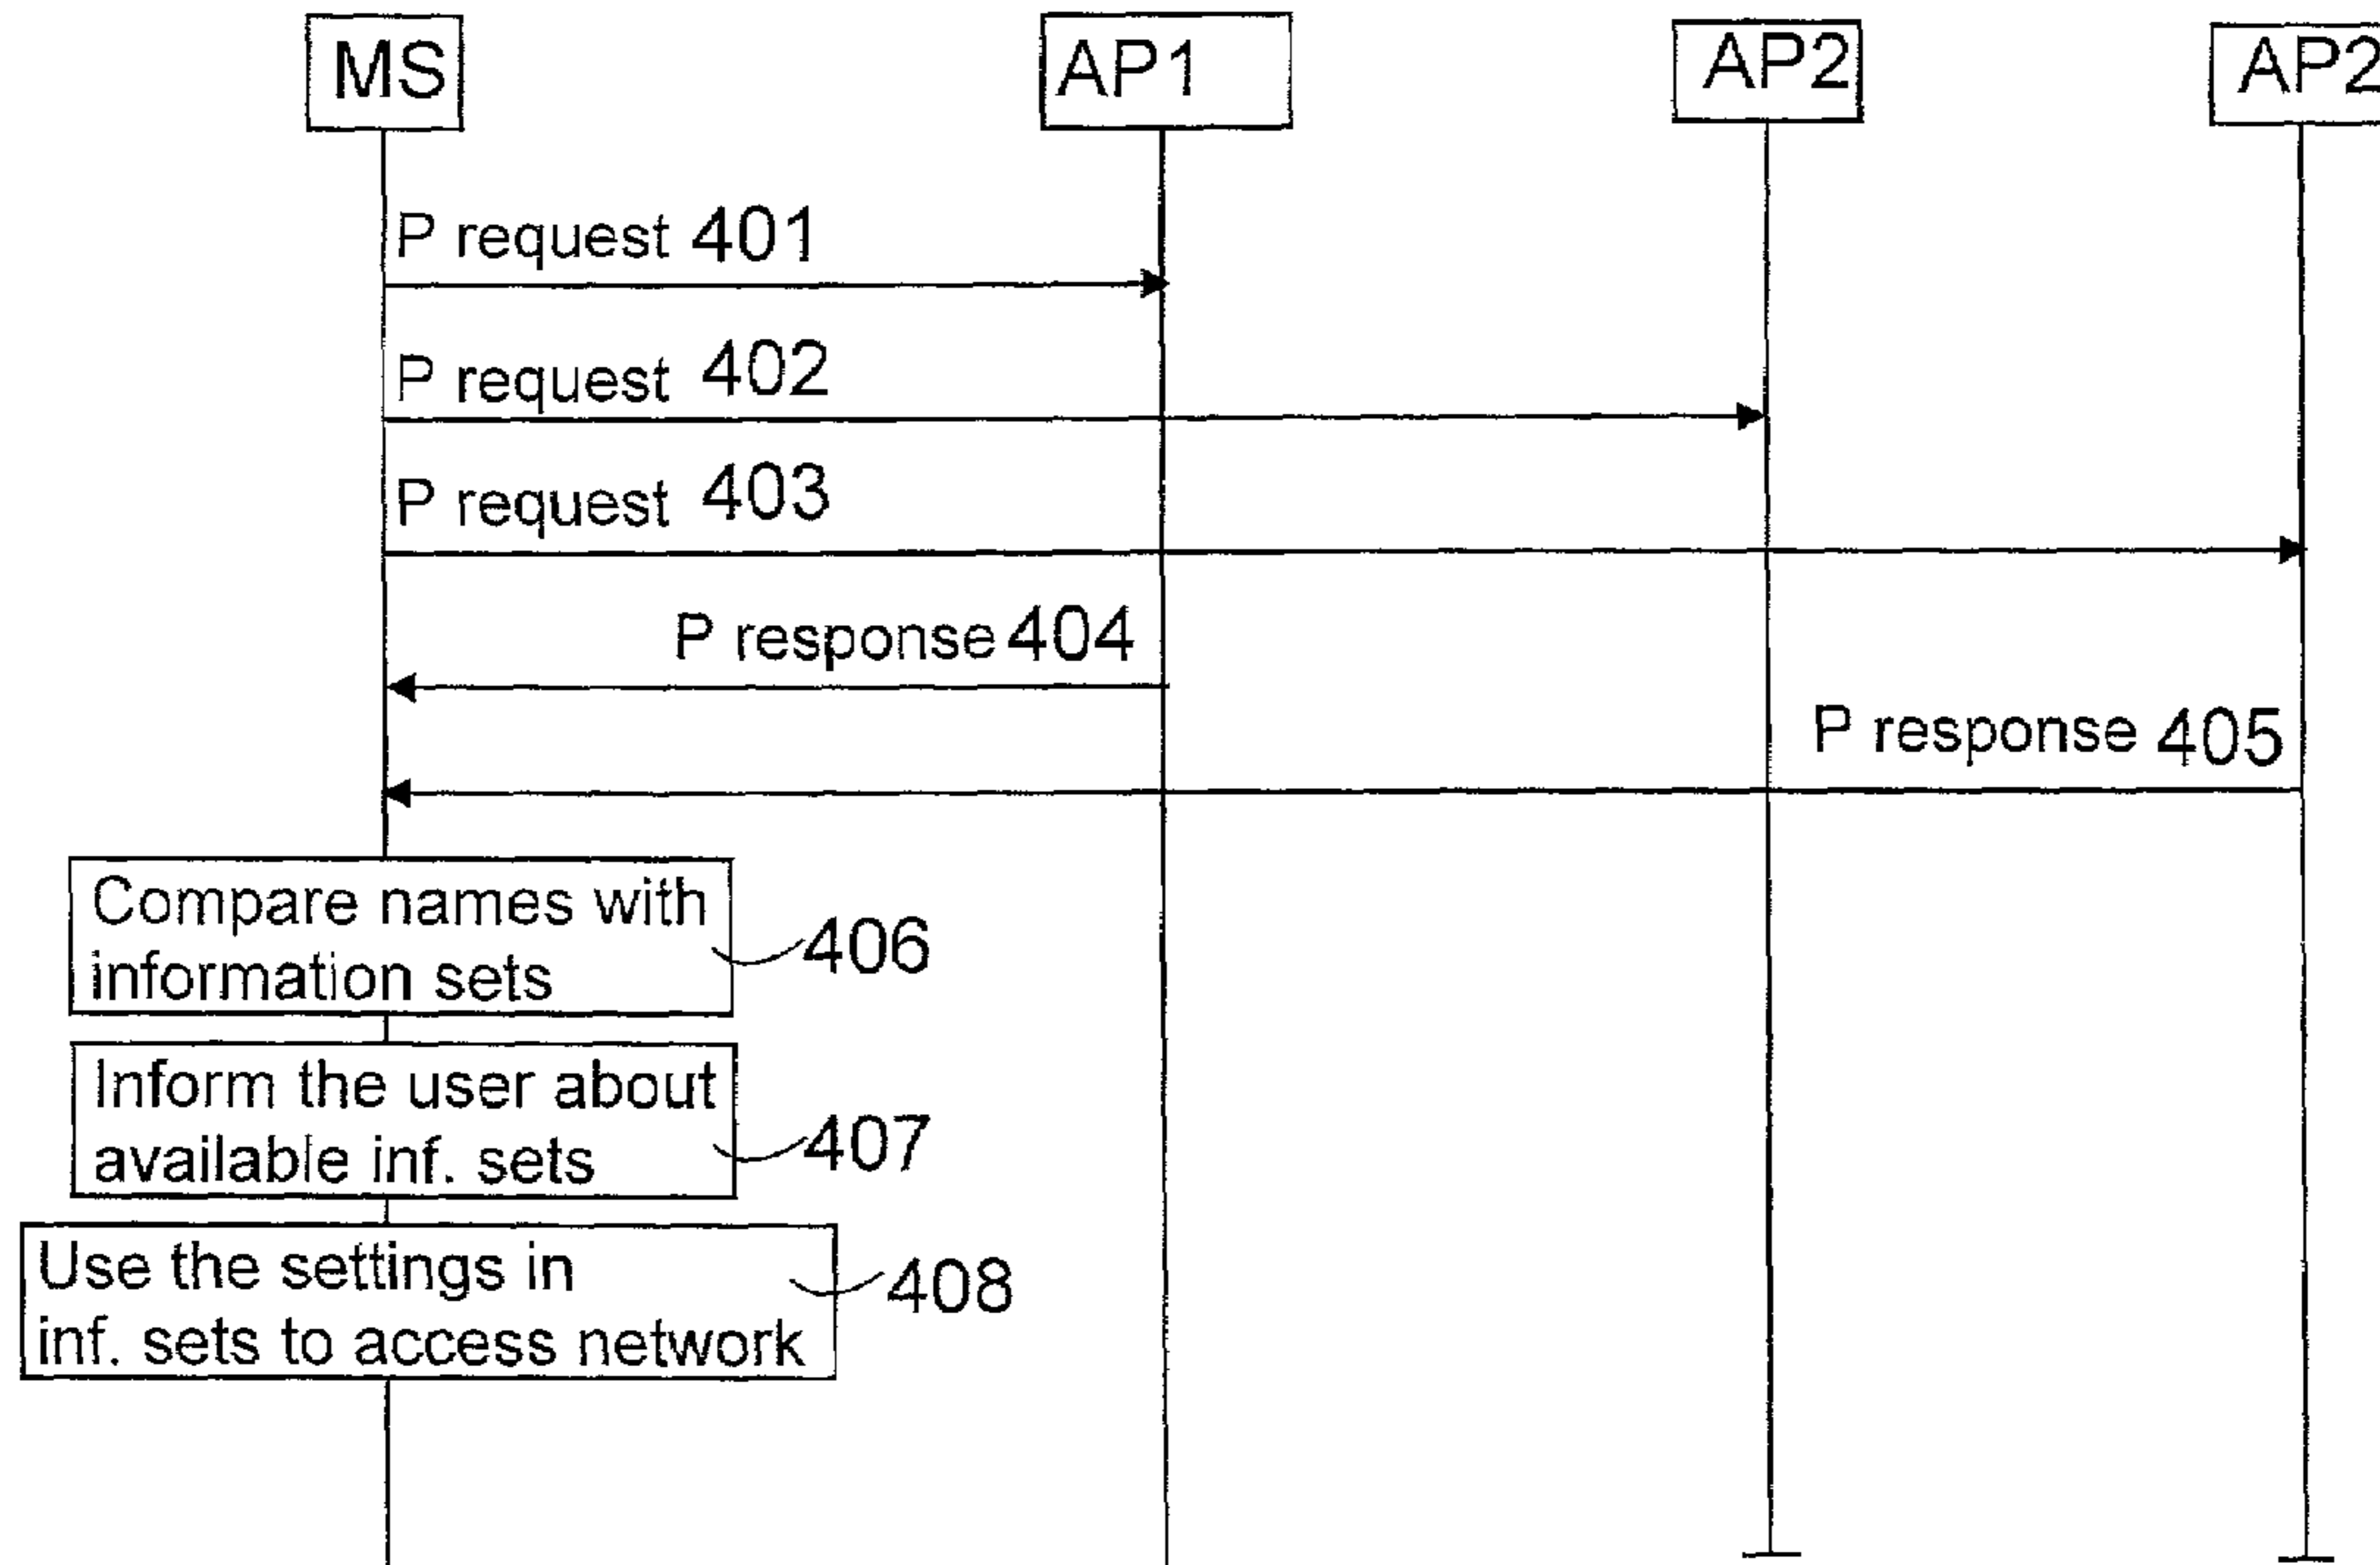 MS
AP1
AP2
AP2
P request 401
P request 402
P request 403
P response 404
P response 405
Compare names with
information sets
406
Inform the user about
available inf. sets
407
Use the settings in
inf. sets to access network
408